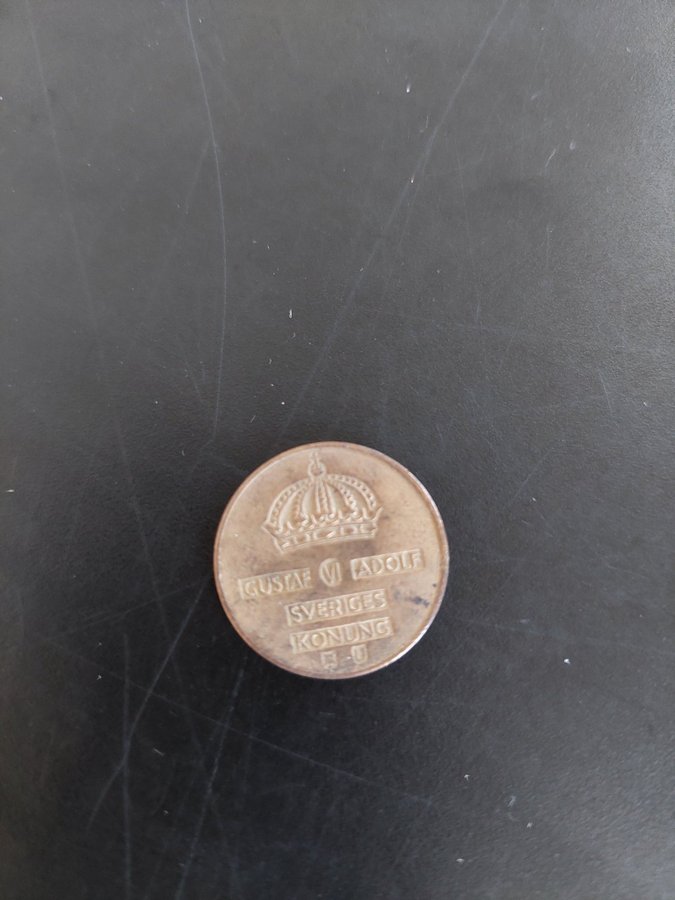 GUSTAF VI ADOLF
SVERIGES
KONUNG
U